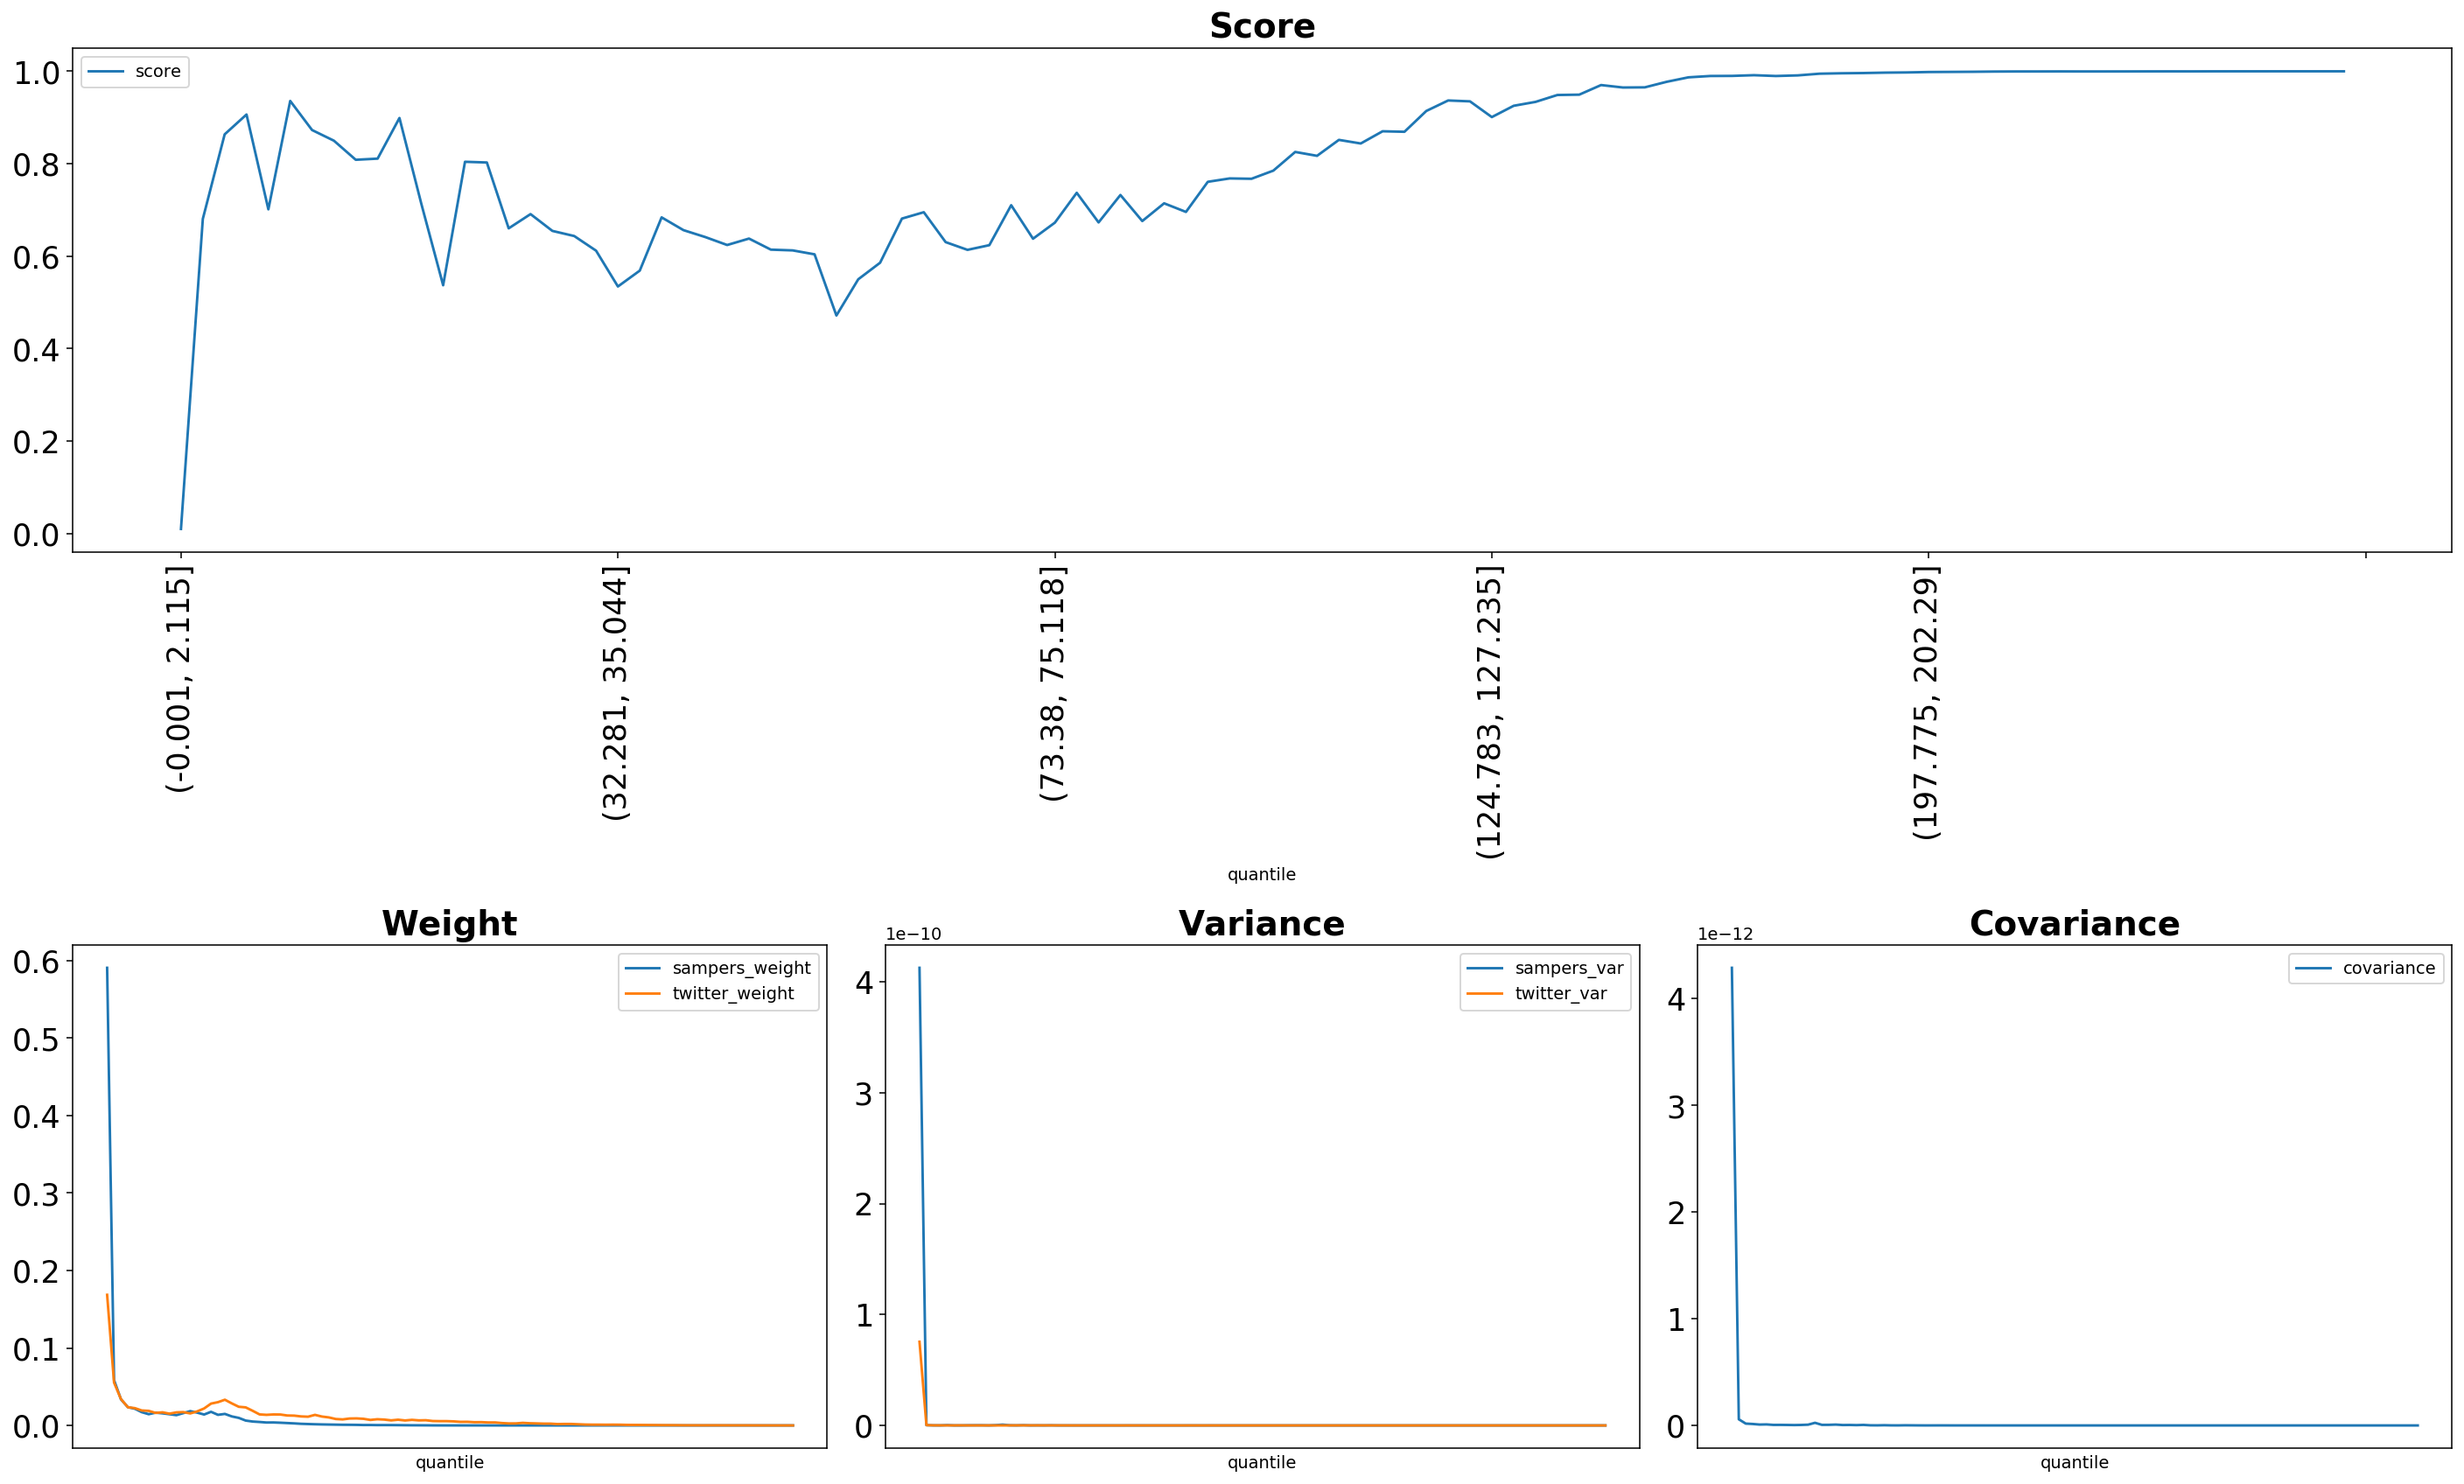 Score
score
1.0
0.8
0.6
0.4
0.2
0.0
(-0.001, 2.115]
(32.281, 35.044]
(73.38, 75.118]
(124.783, 127.235]
(197.775, 202.29]
quantile
Weight
sampers_weight
twitter_weight
0.6
0.5
0.4
0.3
0.2
0.1
0.0
quantile
Variance
1e−10
sampers_var
twitter_var
4
3
2
1
0
quantile
Covariance
1e−12
covariance
4
3
2
1
0
quantile